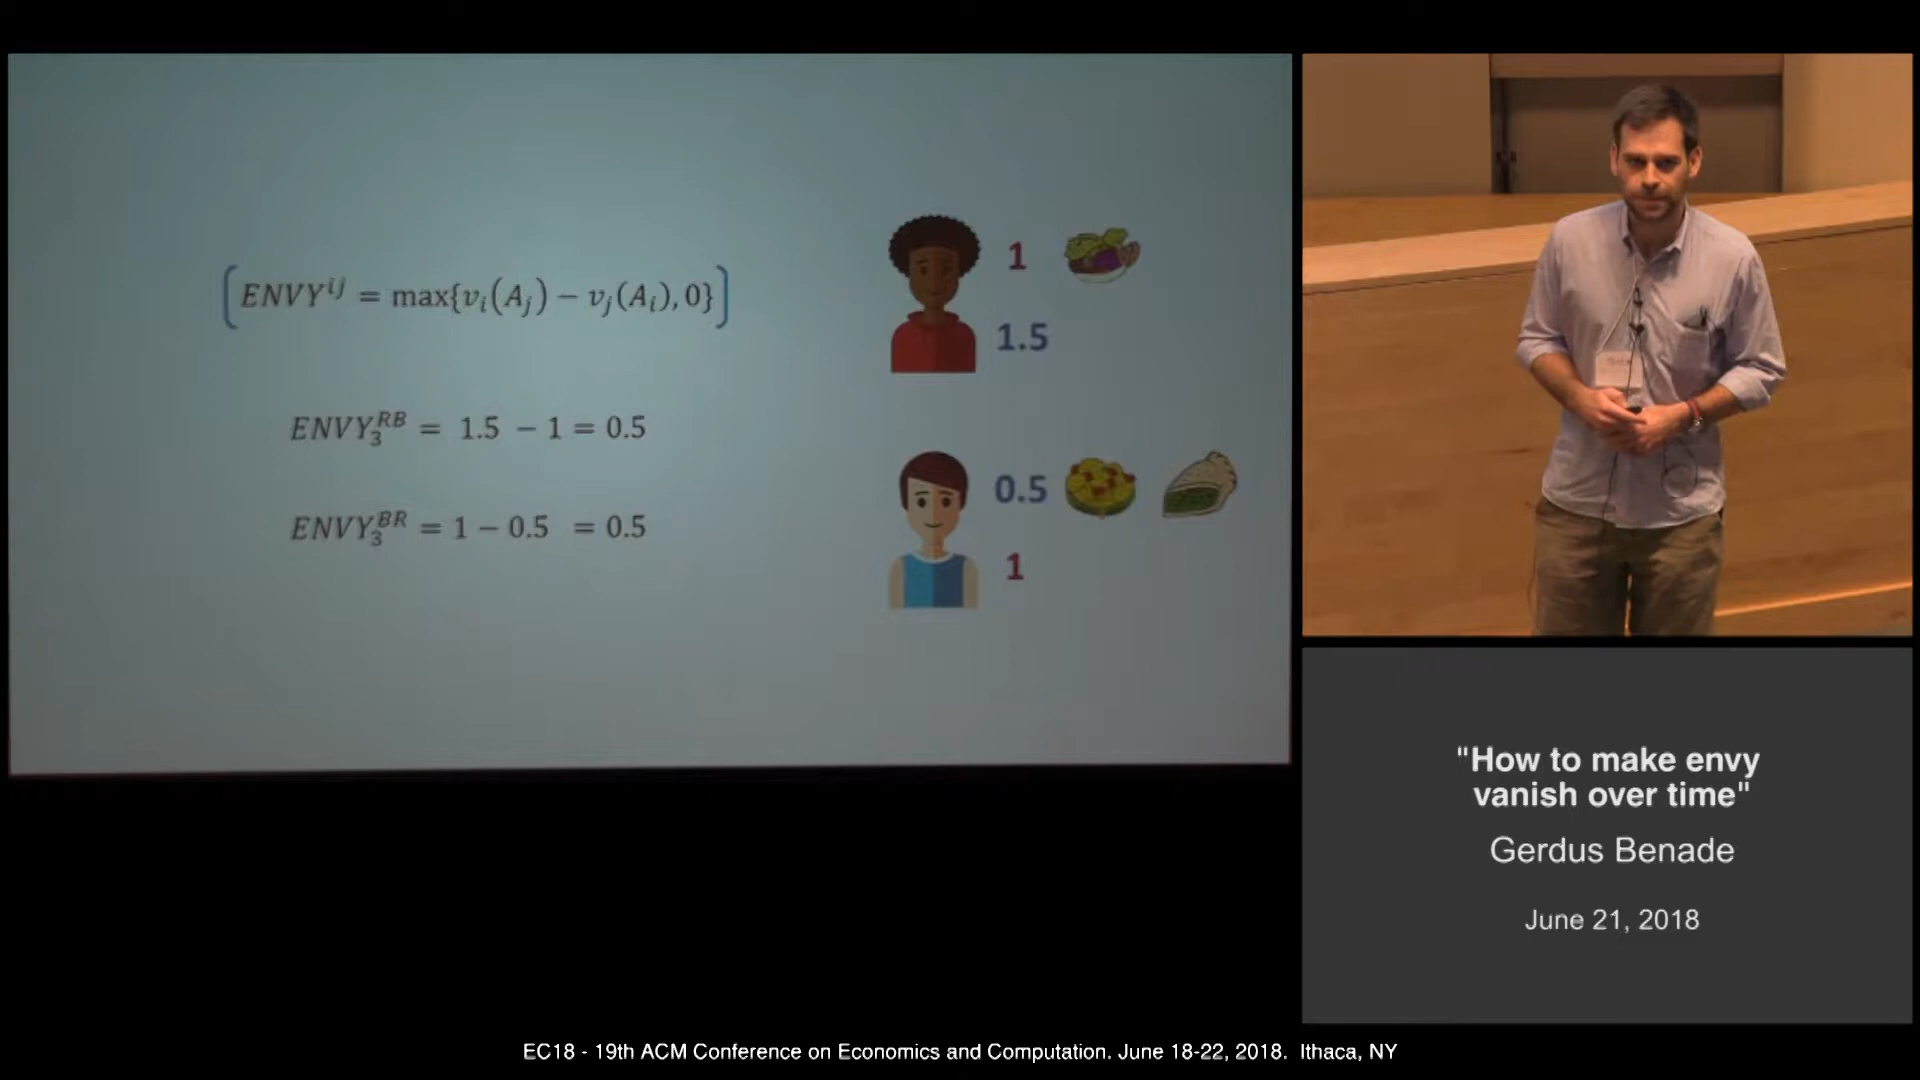 ENVY^{ij} = max{v_i(A_j) − v_j(A_i), 0}
ENVY_3^{RB} = 1.5 − 1 = 0.5
ENVY_3^{BR} = 1 − 0.5 = 0.5
1
1.5
0.5
1
"How to make envy
vanish over time"
Gerdus Benade
June 21, 2018
EC18 - 19th ACM Conference on Economics and Computation. June 18-22, 2018. Ithaca, NY